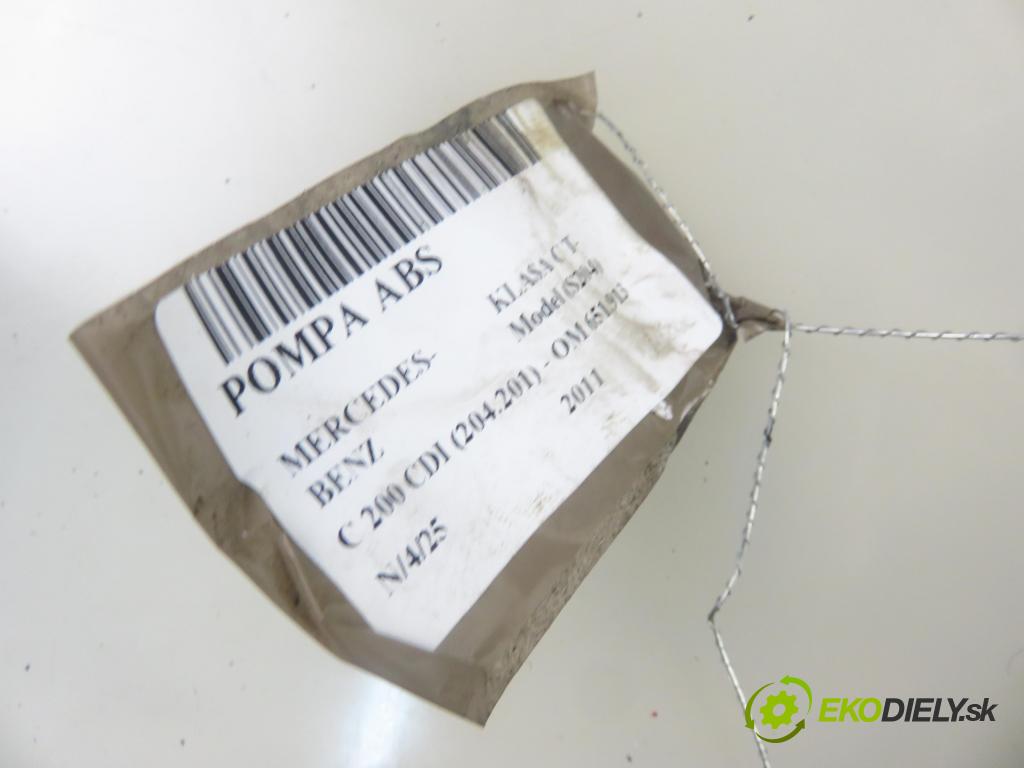 POMPA ABS
MERCEDES- KLASA C T-
BENZ Model (S204)
C 200 CDI (204.201) - OM 651.913
N/4/25 2011
EKODIELY.sk